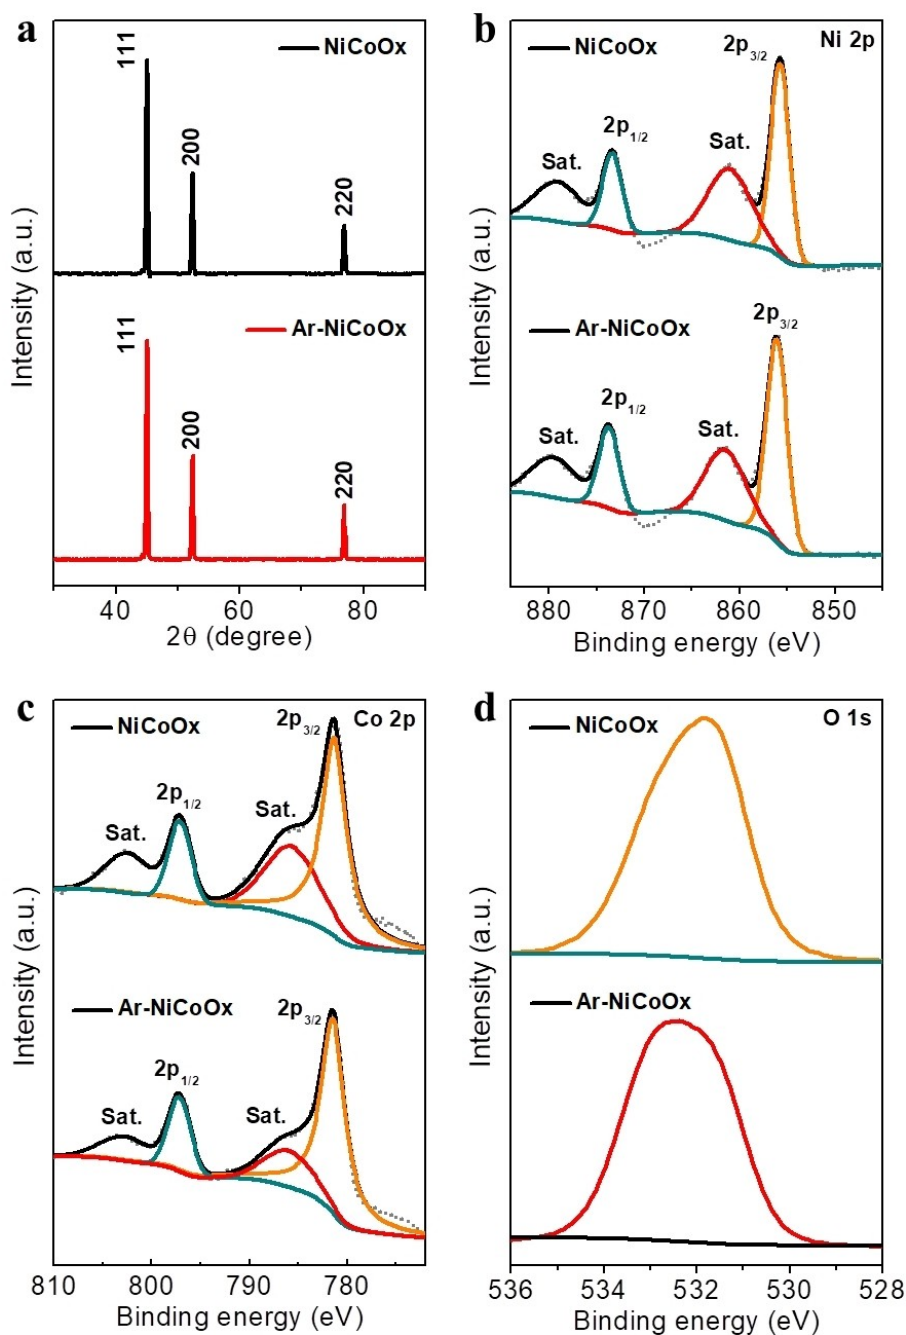 a
NiCoOx
111
200
220
Ar-NiCoOx
111
200
220
Intensity (a.u.)
40 60 80
2θ (degree)
b
NiCoOx
2p3/2
Ni 2p
2p1/2
Sat.
Sat.
Ar-NiCoOx
2p3/2
2p1/2
Sat.
Sat.
Intensity (a.u.)
880 870 860 850
Binding energy (eV)
c
NiCoOx
2p3/2
Co 2p
2p1/2
Sat.
Sat.
Ar-NiCoOx
2p3/2
2p1/2
Sat.
Sat.
Intensity (a.u.)
810 800 790 780
Binding energy (eV)
d
NiCoOx
O 1s
Ar-NiCoOx
Intensity (a.u.)
536 534 532 530 528
Binding energy (eV)